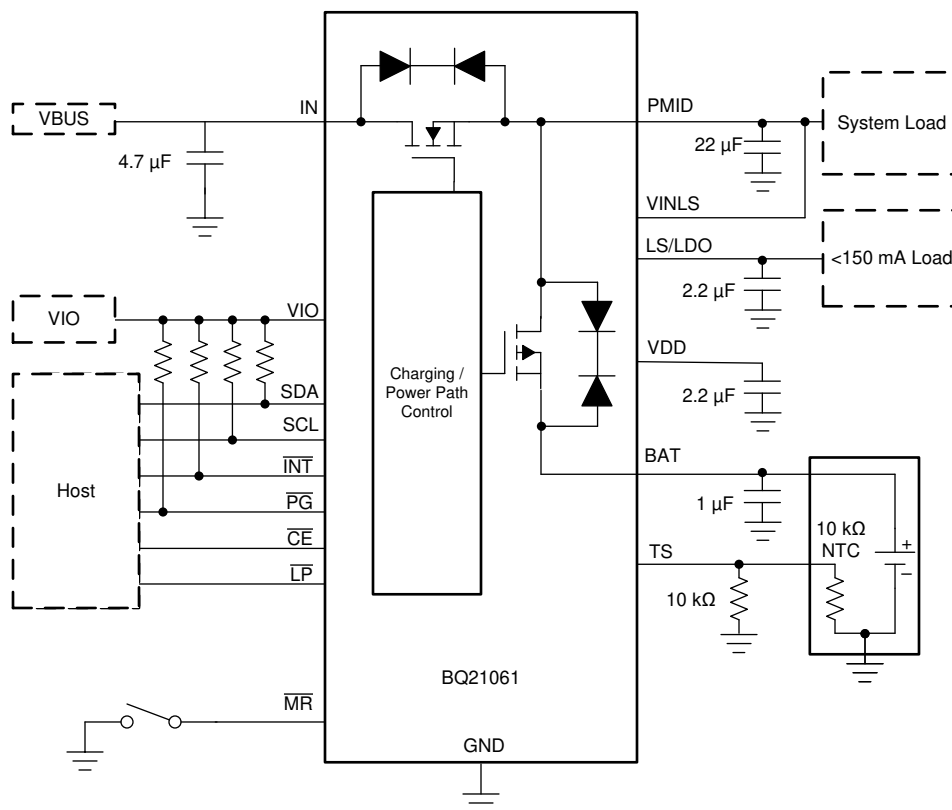 VBUS
4.7 µF
IN
VIO
VIO
Host
SDA
SCL
INT
PG
CE
LP
MR
Charging /
Power Path
Control
BQ21061
GND
PMID
22 µF
System Load
VINLS
LS/LDO
2.2 µF
<150 mA Load
VDD
2.2 µF
BAT
1 µF
TS
10 kΩ
10 kΩ
NTC
+
−